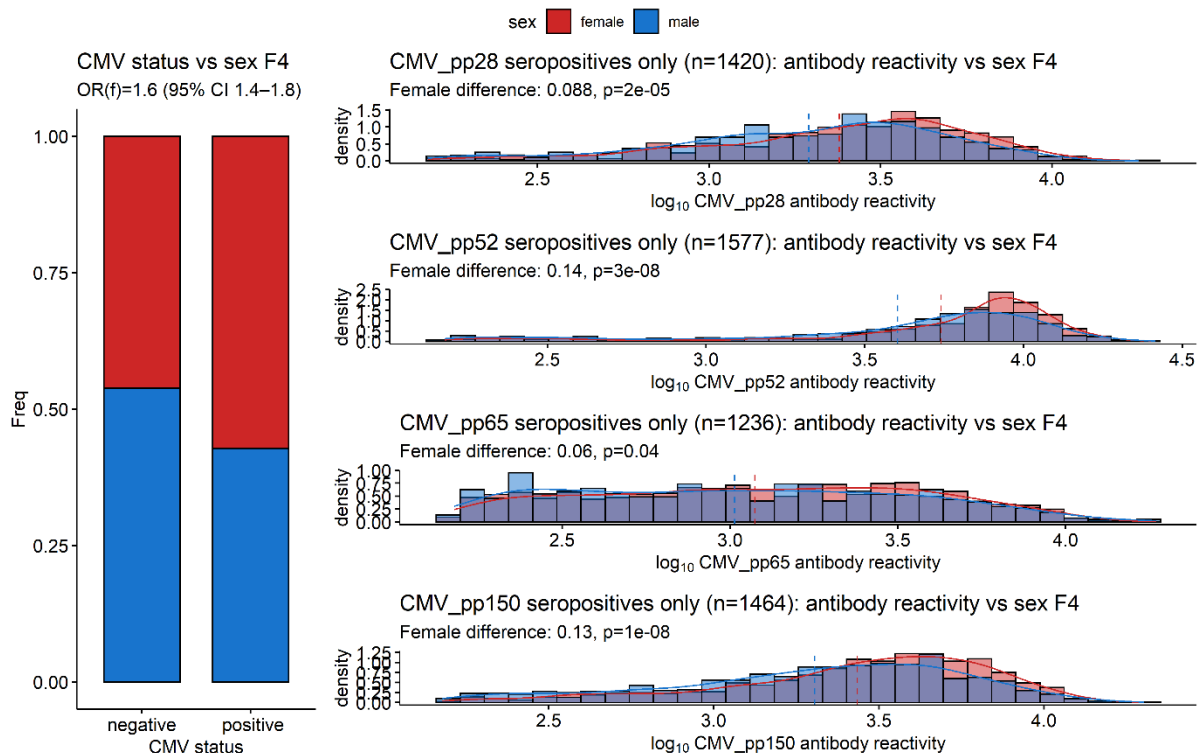 sex female male
CMV status vs sex F4
OR(f)=1.6 (95% CI 1.4–1.8)
1.00
0.75
0.50
0.25
0.00
Freq
negative positive
CMV status
CMV_pp28 seropositives only (n=1420): antibody reactivity vs sex F4
Female difference: 0.088, p=2e-05
density
1.5
1.0
0.5
0.0
2.5 3.0 3.5 4.0
log₁₀ CMV_pp28 antibody reactivity
CMV_pp52 seropositives only (n=1577): antibody reactivity vs sex F4
Female difference: 0.14, p=3e-08
density
2.5
2.0
1.5
1.0
0.5
0.0
2.5 3.0 3.5 4.0 4.5
log₁₀ CMV_pp52 antibody reactivity
CMV_pp65 seropositives only (n=1236): antibody reactivity vs sex F4
Female difference: 0.06, p=0.04
density
1.00
0.75
0.50
0.25
0.00
2.5 3.0 3.5 4.0
log₁₀ CMV_pp65 antibody reactivity
CMV_pp150 seropositives only (n=1464): antibody reactivity vs sex F4
Female difference: 0.13, p=1e-08
density
1.25
1.00
0.75
0.50
0.25
0.00
2.5 3.0 3.5 4.0
log₁₀ CMV_pp150 antibody reactivity